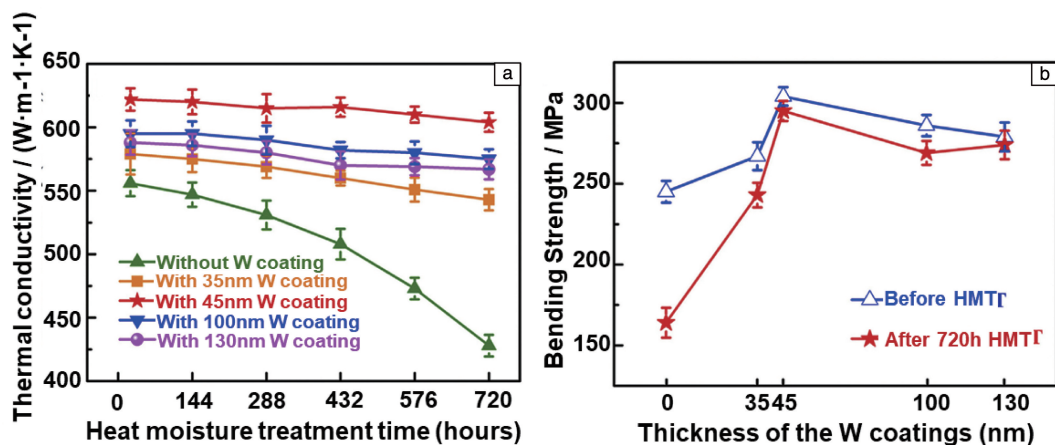 Thermal conductivity / (W·m-1·K-1)
650
600
550
500
450
400
a
Without W coating
With 35nm W coating
With 45nm W coating
With 100nm W coating
With 130nm W coating
0 144 288 432 576 720
Heat moisture treatment time (hours)
Bending Strength / MPa
300
250
200
150
b
Before HMTΓ
After 720h HMTΓ
0 35 45 100 130
Thickness of the W coatings (nm)